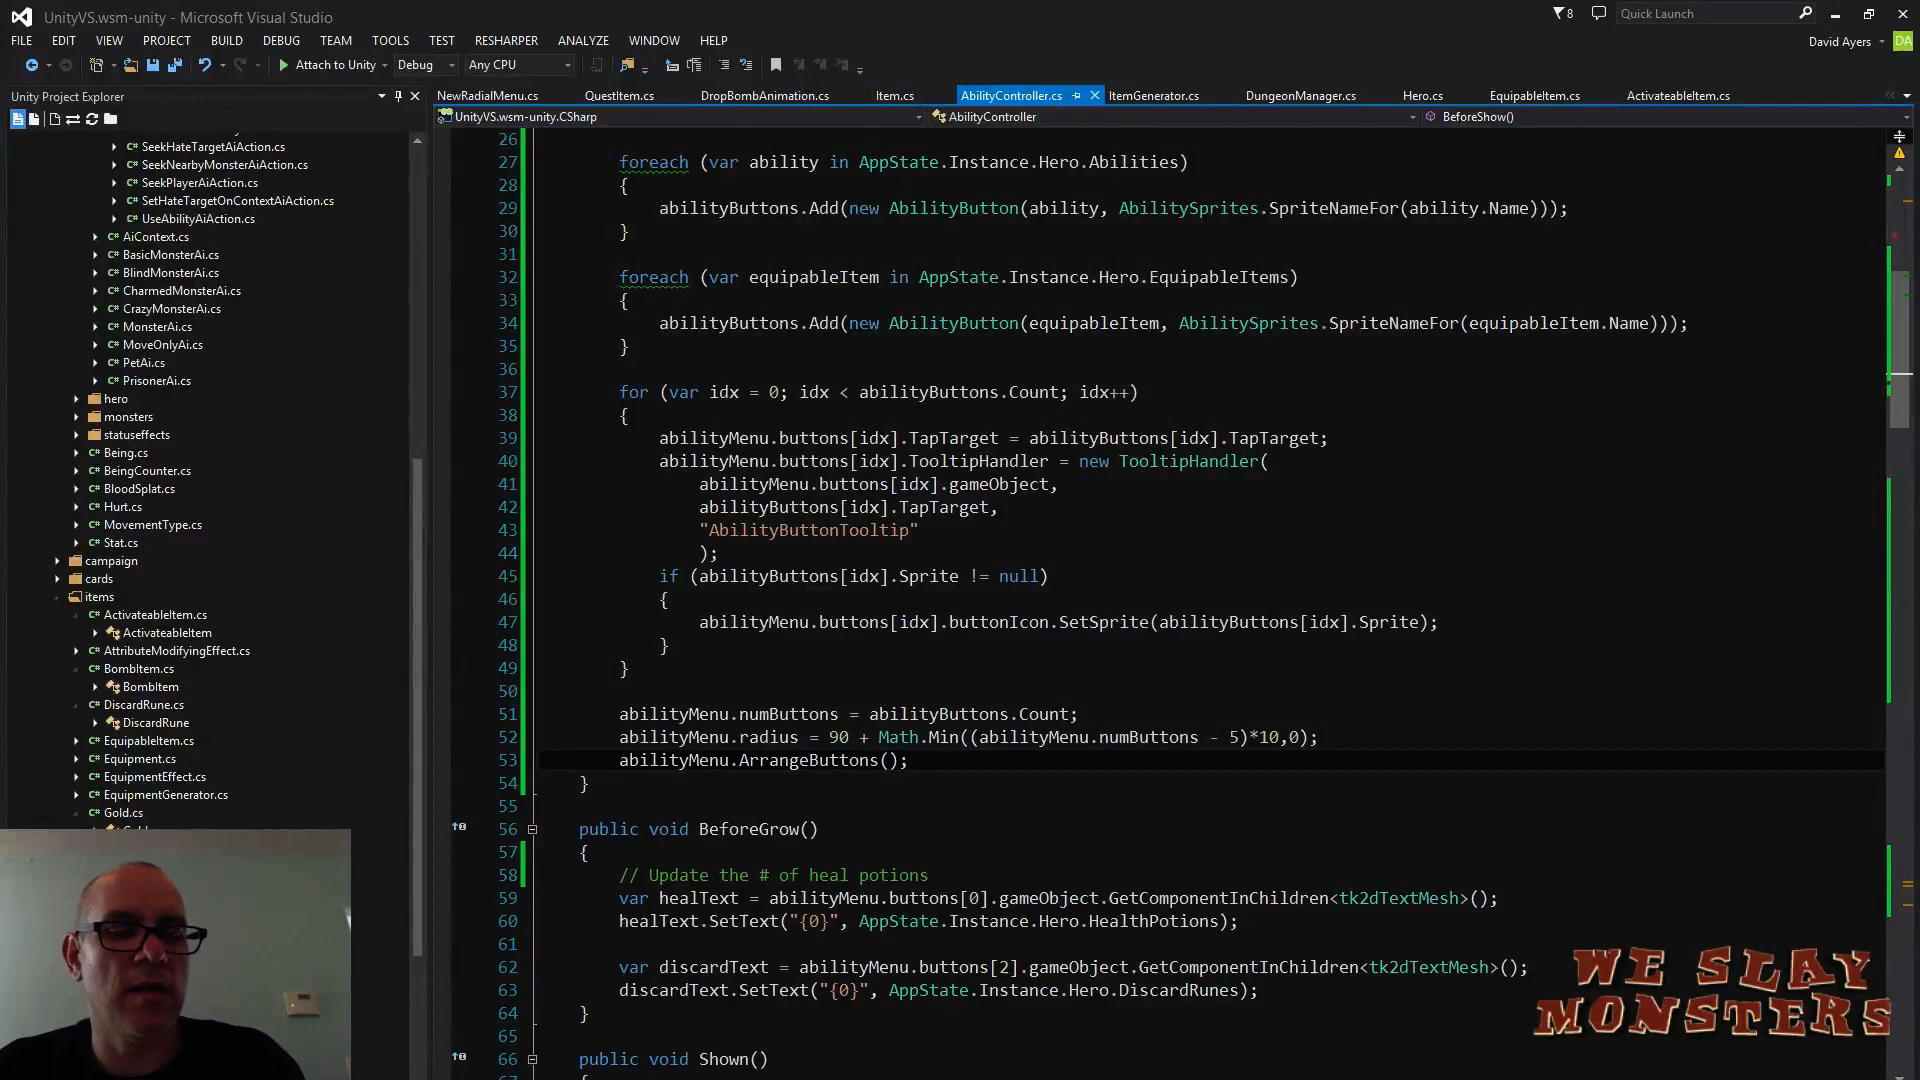 UnityVS.wsm-unity - Microsoft Visual Studio
8
Quick Launch
FILE EDIT VIEW PROJECT BUILD DEBUG TEAM TOOLS TEST RESHARPER ANALYZE WINDOW HELP
David Ayers
DA
Attach to Unity Debug Any CPU
Unity Project Explorer
NewRadialMenu.cs QuestItem.cs DropBombAnimation.cs Item.cs AbilityController.cs ItemGenerator.cs DungeonManager.cs Hero.cs EquipableItem.cs ActivateableItem.cs
UnityVS.wsm-unity.CSharp AbilityController BeforeShow()
SeekHateTargetAiAction.cs
SeekNearbyMonsterAiAction.cs
SeekPlayerAiAction.cs
SetHateTargetOnContextAiAction.cs
UseAbilityAiAction.cs
AiContext.cs
BasicMonsterAi.cs
BlindMonsterAi.cs
CharmedMonsterAi.cs
CrazyMonsterAi.cs
MonsterAi.cs
MoveOnlyAi.cs
PetAi.cs
PrisonerAi.cs
hero
monsters
statuseffects
Being.cs
BeingCounter.cs
BloodSplat.cs
Hurt.cs
MovementType.cs
Stat.cs
campaign
cards
items
ActivateableItem.cs
ActivateableItem
AttributeModifyingEffect.cs
BombItem.cs
BombItem
DiscardRune.cs
DiscardRune
EquipableItem.cs
Equipment.cs
EquipmentEffect.cs
EquipmentGenerator.cs
Gold.cs
26
27 foreach (var ability in AppState.Instance.Hero.Abilities)
28 {
29 abilityButtons.Add(new AbilityButton(ability, AbilitySprites.SpriteNameFor(ability.Name)));
30 }
31
32 foreach (var equipableItem in AppState.Instance.Hero.EquipableItems)
33 {
34 abilityButtons.Add(new AbilityButton(equipableItem, AbilitySprites.SpriteNameFor(equipableItem.Name)));
35 }
36
37 for (var idx = 0; idx < abilityButtons.Count; idx++)
38 {
39 abilityMenu.buttons[idx].TapTarget = abilityButtons[idx].TapTarget;
40 abilityMenu.buttons[idx].TooltipHandler = new TooltipHandler(
41 abilityMenu.buttons[idx].gameObject,
42 abilityButtons[idx].TapTarget,
43 "AbilityButtonTooltip"
44 );
45 if (abilityButtons[idx].Sprite != null)
46 {
47 abilityMenu.buttons[idx].buttonIcon.SetSprite(abilityButtons[idx].Sprite);
48 }
49 }
50
51 abilityMenu.numButtons = abilityButtons.Count;
52 abilityMenu.radius = 90 + Math.Min((abilityMenu.numButtons - 5)*10,0);
53 abilityMenu.ArrangeButtons();
54 }
55
56 public void BeforeGrow()
57 {
58 // Update the # of heal potions
59 var healText = abilityMenu.buttons[0].gameObject.GetComponentInChildren<tk2dTextMesh>();
60 healText.SetText("{0}", AppState.Instance.Hero.HealthPotions);
61
62 var discardText = abilityMenu.buttons[2].gameObject.GetComponentInChildren<tk2dTextMesh>();
63 discardText.SetText("{0}", AppState.Instance.Hero.DiscardRunes);
64 }
65
66 public void Shown()
WE SLAY
MONSTERS